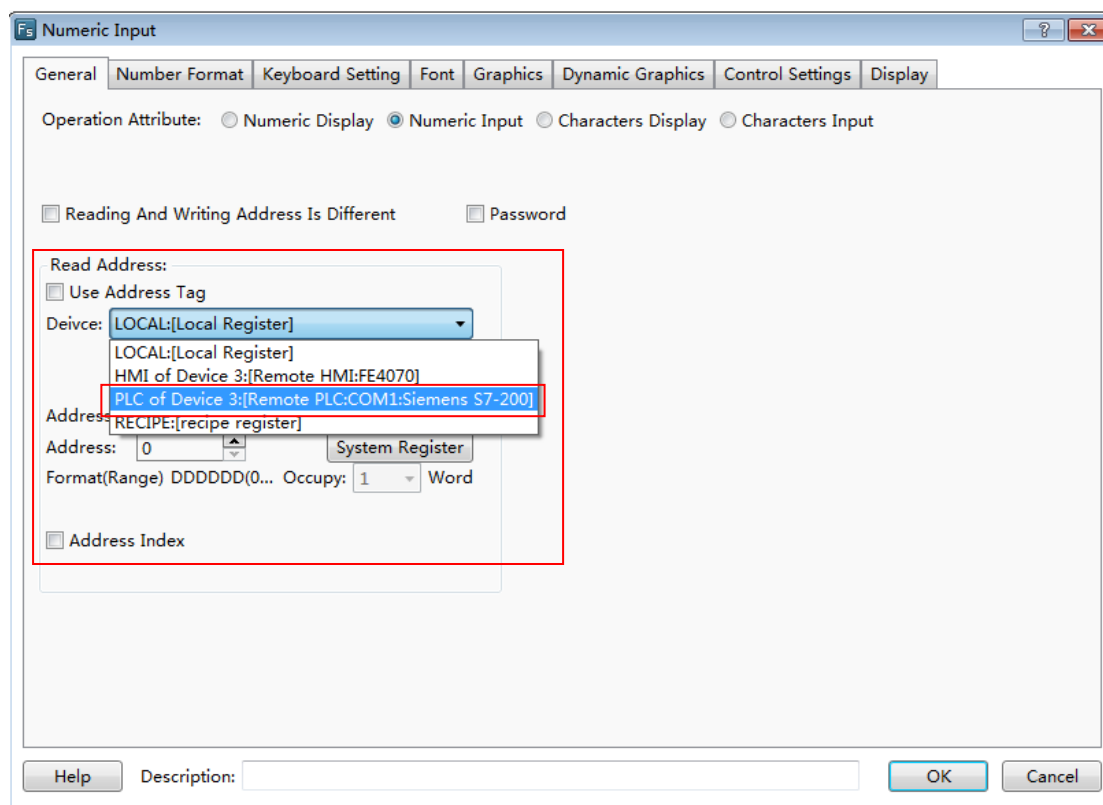 Fs Numeric Input ?
General Number Format Keyboard Setting Font Graphics Dynamic Graphics Control Settings Display
Operation Attribute: Numeric Display Numeric Input Characters Display Characters Input
Reading And Writing Address Is Different Password
Read Address:
Use Address Tag
Deivce: LOCAL:[Local Register]
LOCAL:[Local Register]
HMI of Device 3:[Remote HMI:FE4070]
PLC of Device 3:[Remote PLC:COM1:Siemens S7-200]
Address
RECIPE:[recipe register]
Address: 0 System Register
Format(Range) DDDDDD(0... Occupy: 1 Word
Address Index
Help Description: OK Cancel